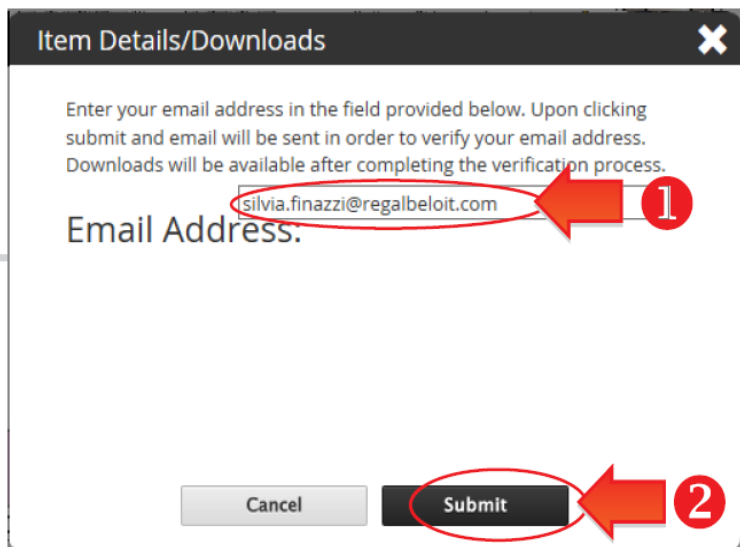 Item Details/Downloads
Enter your email address in the field provided below. Upon clicking
submit and email will be sent in order to verify your email address.
Downloads will be available after completing the verification process.
silvia.finazzi@regalbeloit.com
1
Email Address:
Cancel
Submit
2